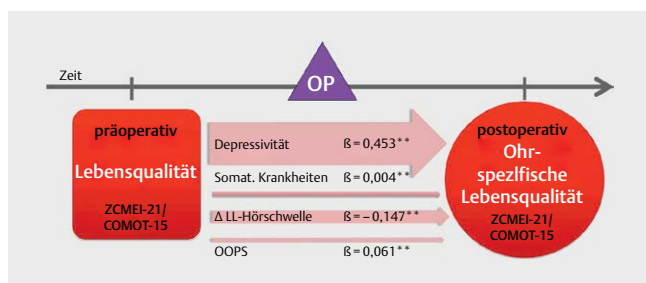 Zeit
OP
präoperativ
Lebensqualität
ZCMEI-21/
COMOT-15
Depressivität ß = 0,453**
Somat. Krankheiten ß = 0,004**
Δ LL-Hörschwelle ß = – 0,147**
OOPS ß = 0,061**
postoperativ
Ohr-
spezlfische
Lebensqualität
ZCMEI-21/
COMOT-15